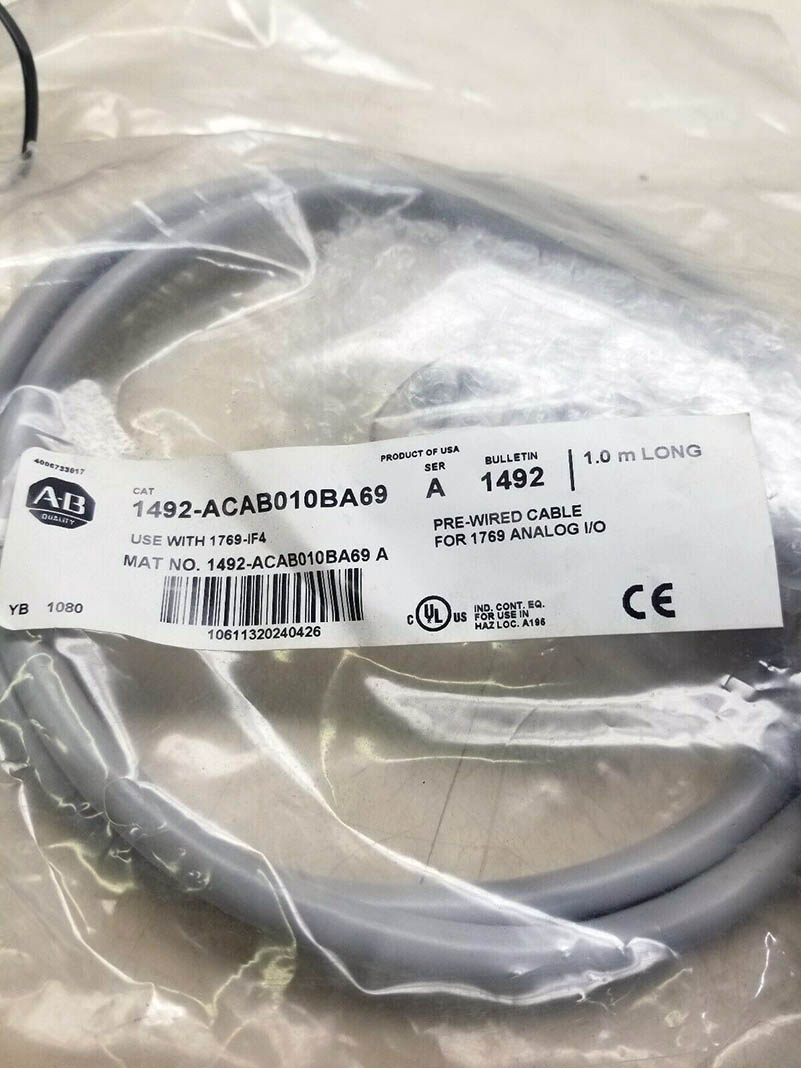 4006723017
A-B
QUALITY
CAT
1492-ACAB010BA69
USE WITH 1769-IF4
MAT NO. 1492-ACAB010BA69 A
YB 1080
10611320240426
PRODUCT OF USA
SER
A
BULLETIN
1492
1.0 m LONG
PRE-WIRED CABLE
FOR 1769 ANALOG I/O
C UL US
IND. CONT. EQ.
FOR USE IN
HAZ LOC. A196
CE